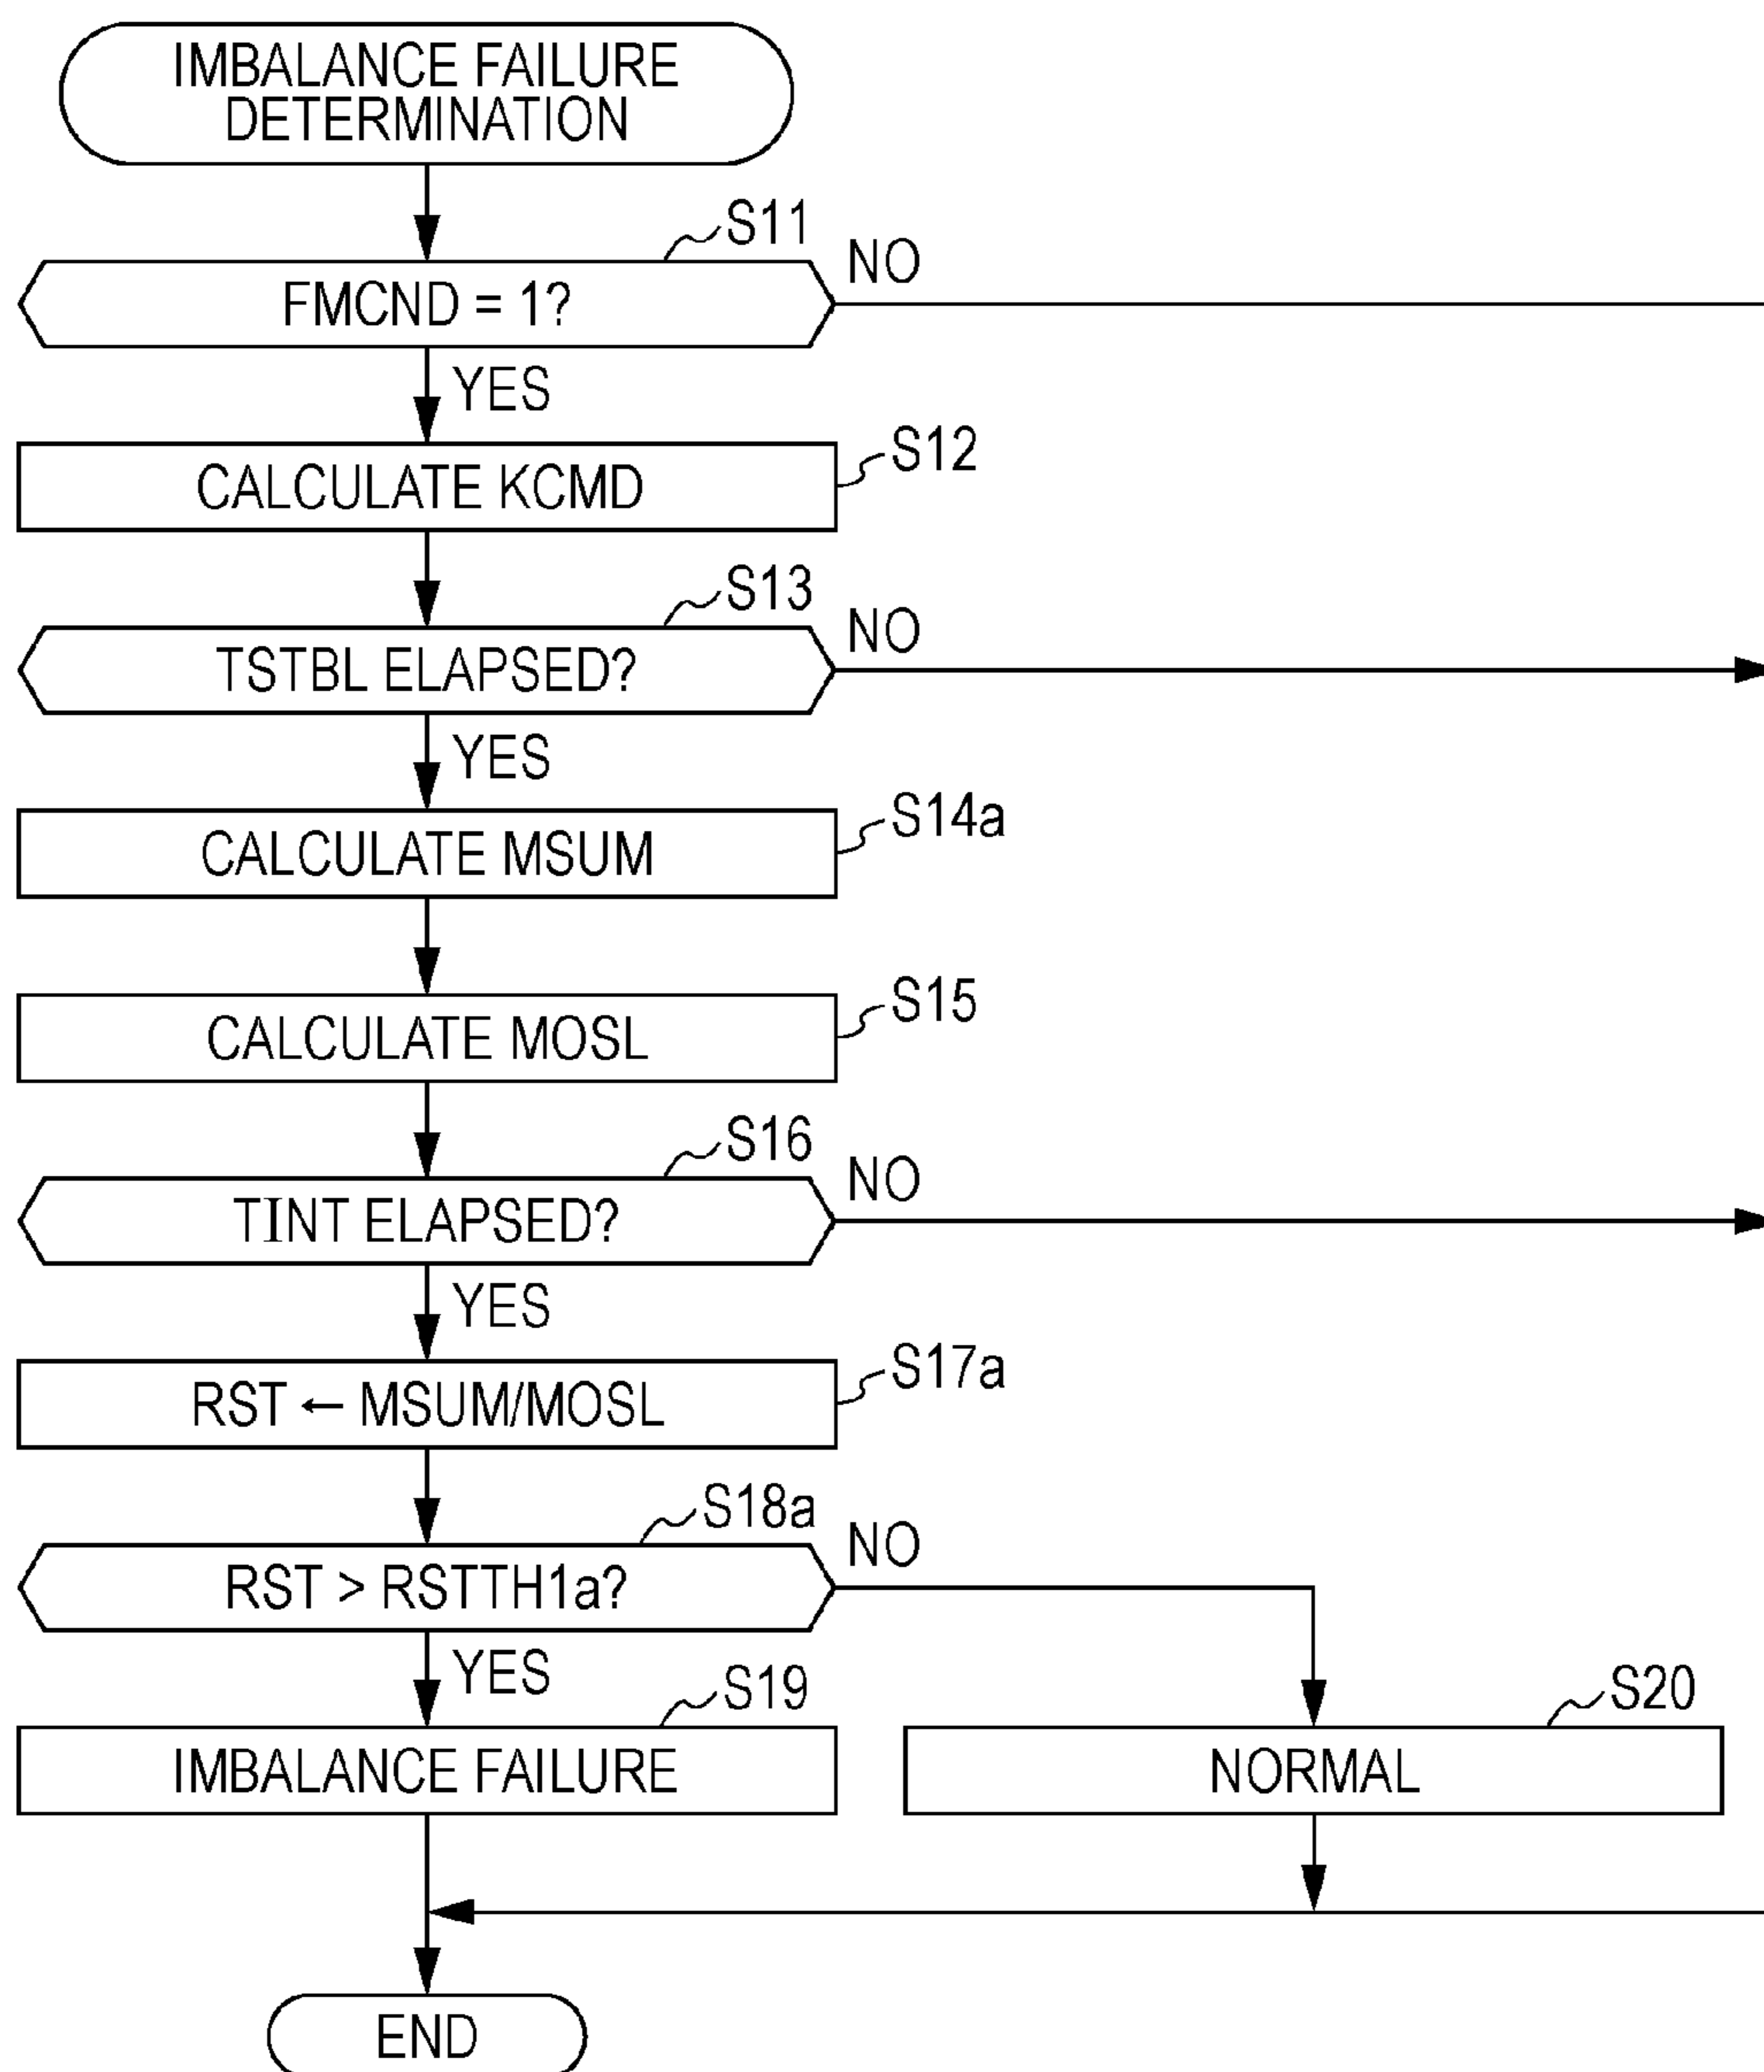 IMBALANCE FAILURE
DETERMINATION
S11
FMCND = 1?
NO
YES
S12
CALCULATE KCMD
S13
TSTBL ELAPSED?
NO
YES
S14a
CALCULATE MSUM
S15
CALCULATE MOSL
S16
TINT ELAPSED?
NO
YES
S17a
RST ← MSUM/MOSL
S18a
RST > RSTTH1a?
NO
YES
S19
IMBALANCE FAILURE
S20
NORMAL
END